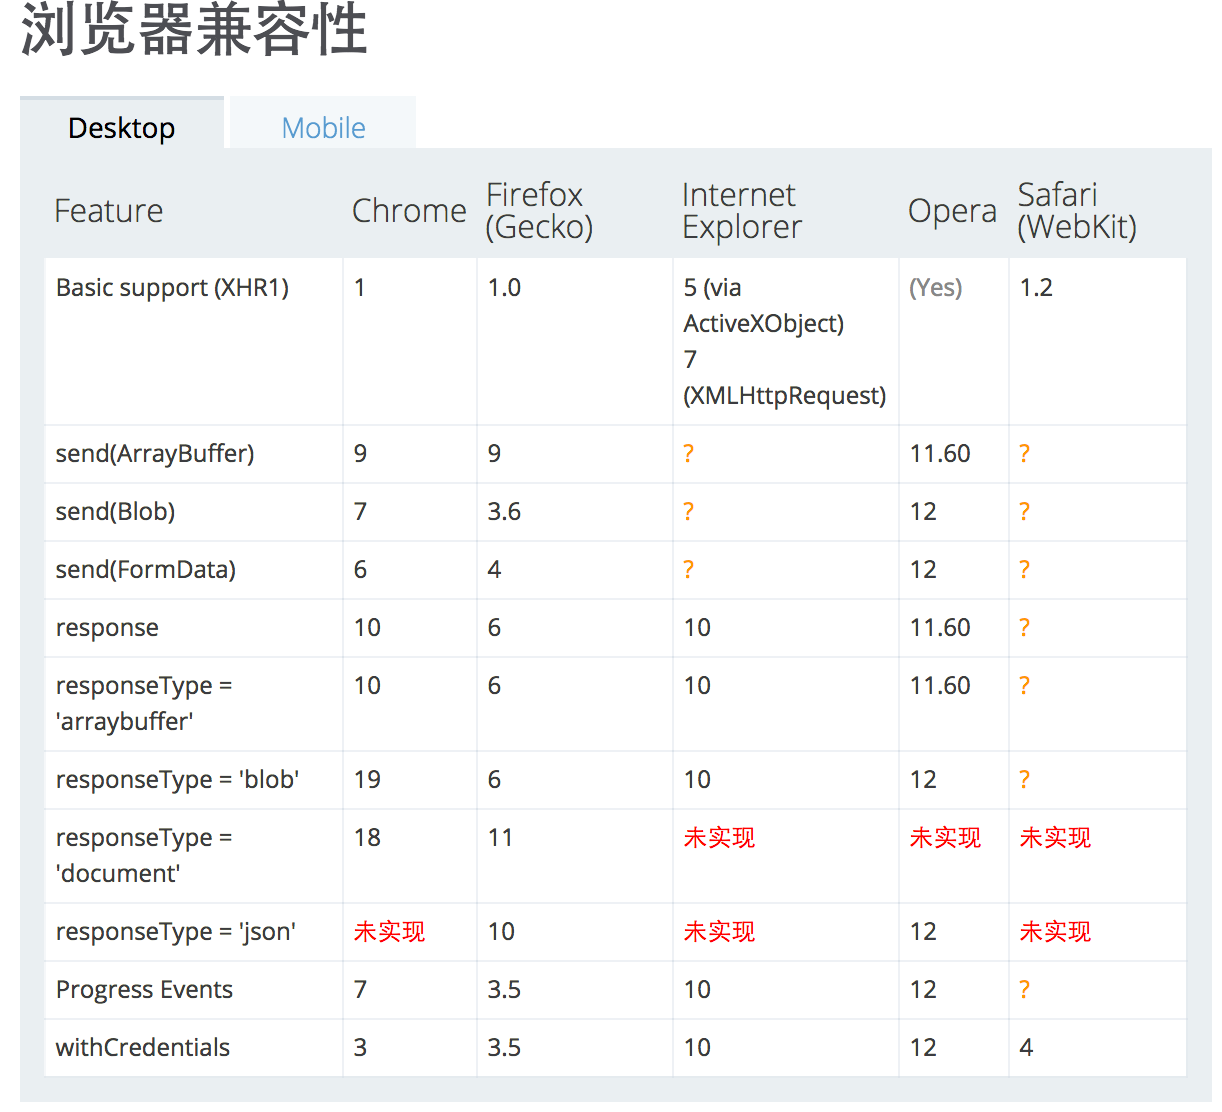 浏览器兼容性
Desktop Mobile
Feature Chrome Firefox (Gecko) Internet Explorer Opera Safari (WebKit)
Basic support (XHR1) 1 1.0 5 (via ActiveXObject) 7 (XMLHttpRequest) (Yes) 1.2
send(ArrayBuffer) 9 9 ? 11.60 ?
send(Blob) 7 3.6 ? 12 ?
send(FormData) 6 4 ? 12 ?
response 10 6 10 11.60 ?
responseType = 'arraybuffer' 10 6 10 11.60 ?
responseType = 'blob' 19 6 10 12 ?
responseType = 'document' 18 11 未实现 未实现 未实现
responseType = 'json' 未实现 10 未实现 12 未实现
Progress Events 7 3.5 10 12 ?
withCredentials 3 3.5 10 12 4